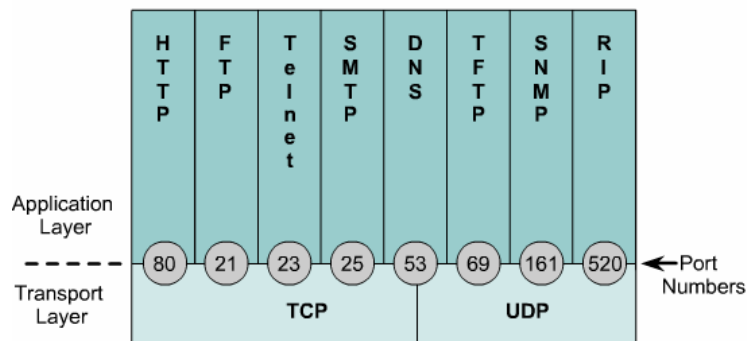 HTTP
FTP
Telnet
SMTP
DNS
TFTP
SNMP
RIP
Application
Layer
80 21 23 25 53 69 161 520
Port
Numbers
Transport
Layer
TCP UDP